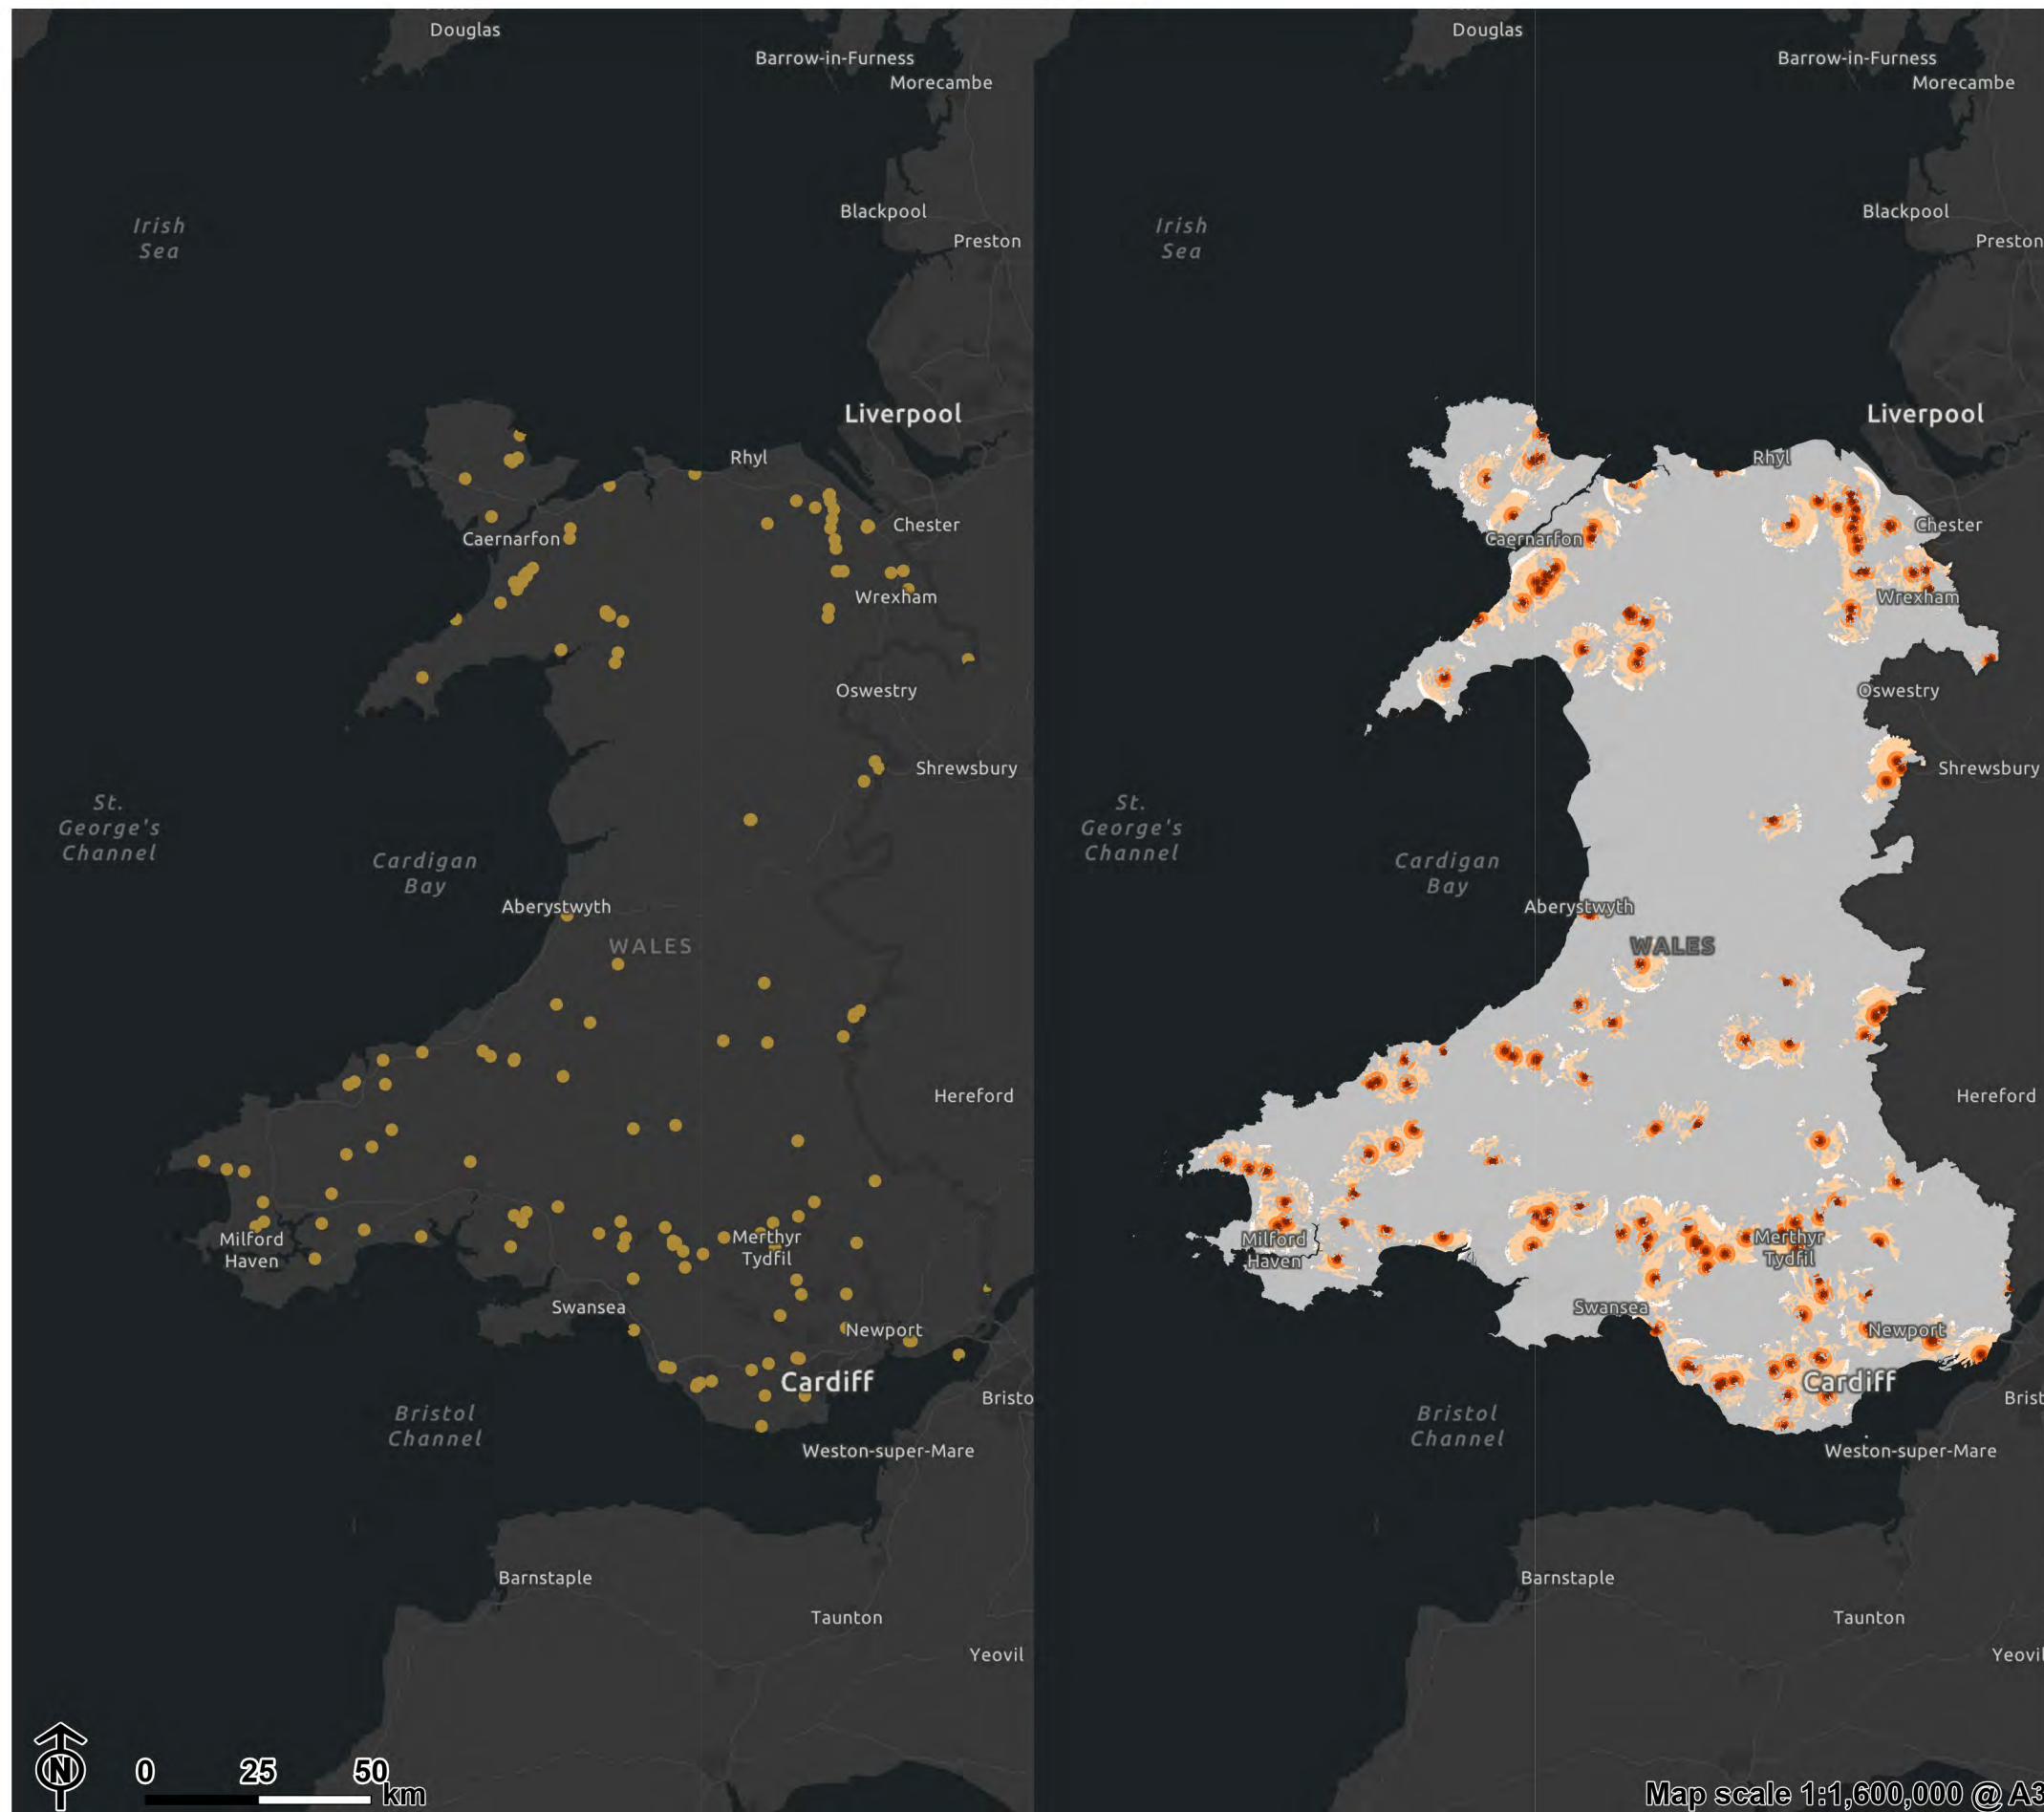 Douglas
Barrow-in-Furness
Morecambe
Irish
Sea
Blackpool
Preston
Liverpool
Rhyl
Chester
Caernarfon
Wrexham
Oswestry
Shrewsbury
St.
George's
Channel
Cardigan
Bay
Aberystwyth
WALES
Hereford
Milford
Haven
Merthyr
Tydfil
Swansea
Newport
Cardiff
Bristol
Channel
Bristo
Weston-super-Mare
Barnstaple
Taunton
Yeovil
N
0 25 50
km
Douglas
Barrow-in-Furness
Morecambe
Irish
Sea
Blackpool
Preston
Liverpool
Rhyl
Chester
Caernarfon
Wrexham
Oswestry
Shrewsbury
St.
George's
Channel
Cardigan
Bay
Aberystwyth
WALES
Hereford
Milford
Haven
Merthyr
Tydfil
Swansea
Newport
Cardiff
Bristol
Channel
Brist
Weston-super-Mare
Barnstaple
Taunton
Yeovil
Map scale 1:1,600,000 @ A3